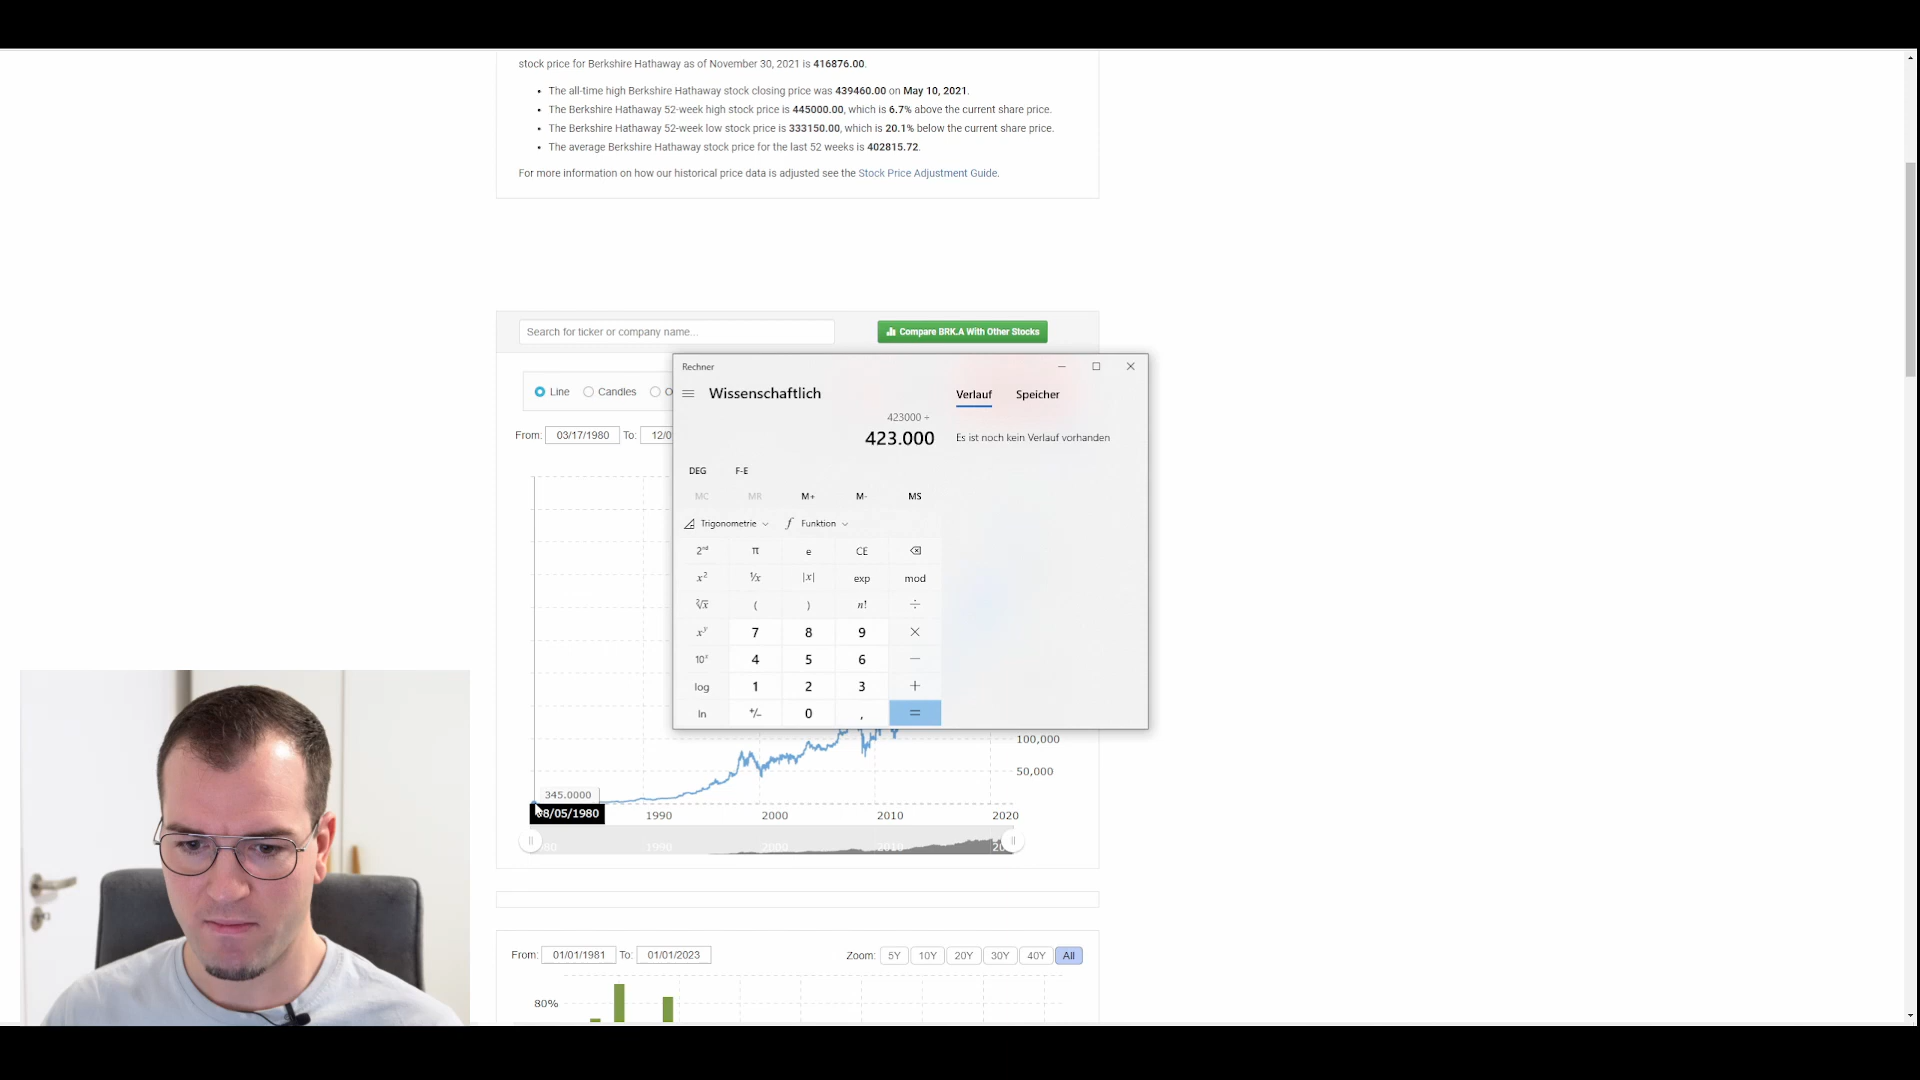 stock price for Berkshire Hathaway as of November 30, 2021 is 416876.00.
• The all-time high Berkshire Hathaway stock closing price was 439460.00 on May 10, 2021.
• The Berkshire Hathaway 52-week high stock price is 445000.00, which is 6.7% above the current share price.
• The Berkshire Hathaway 52-week low stock price is 333150.00, which is 20.1% below the current share price.
• The average Berkshire Hathaway stock price for the last 52 weeks is 402815.72.
For more information on how our historical price data is adjusted see the Stock Price Adjustment Guide.
Search for ticker or company name...
Compare BRK.A With Other Stocks
Line Candles
From: 03/17/1980 To: 12/0
Rechner
Wissenschaftlich
Verlauf Speicher
423000 ÷
423.000
Es ist noch kein Verlauf vorhanden
DEG F-E
MC MR M+ M- MS
Trigonometrie Funktion
2ⁿᵈ π e CE
x² ¹/x |x| exp mod
²√x ( ) n! ÷
xʸ 7 8 9 ×
10ˣ 4 5 6 −
log 1 2 3 +
ln +/− 0 , =
100,000
50,000
345.0000
8/05/1980
1990 2000 2010 2020
1990 2000 2010
From: 01/01/1981 To: 01/01/2023
Zoom: 5Y 10Y 20Y 30Y 40Y All
80%